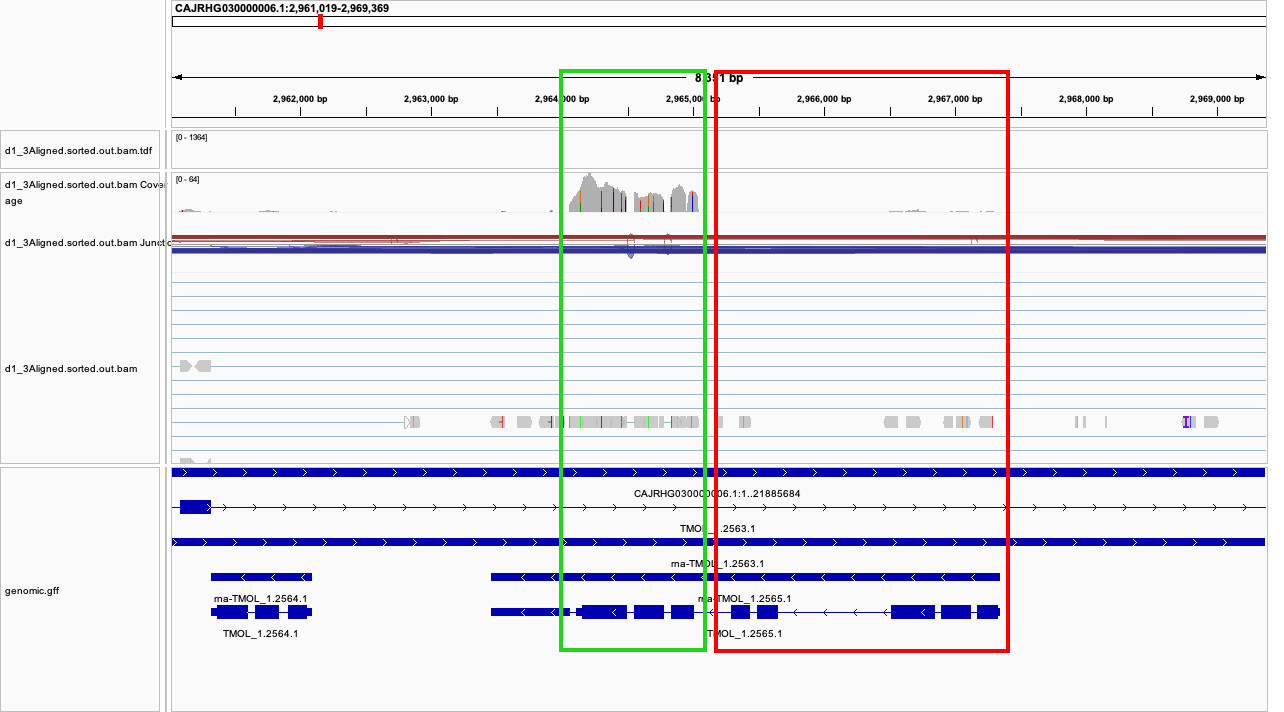 CAJRHG030000006.1:2,961,019-2,969,369
8,351 bp
2,962,000 bp 2,963,000 bp 2,964,000 bp 2,965,000 bp 2,966,000 bp 2,967,000 bp 2,968,000 bp 2,969,000 bp
d1_3Aligned.sorted.out.bam.tdf
[0 - 1364]
d1_3Aligned.sorted.out.bam Cover
age
[0 - 64]
d1_3Aligned.sorted.out.bam Junctio
d1_3Aligned.sorted.out.bam
CAJRHG030000006.1:1..21885684
TMOL_1.2563.1
rna-TMOL_1.2563.1
genomic.gff
rna-TMOL_1.2564.1 rna-TMOL_1.2565.1
TMOL_1.2564.1 TMOL_1.2565.1